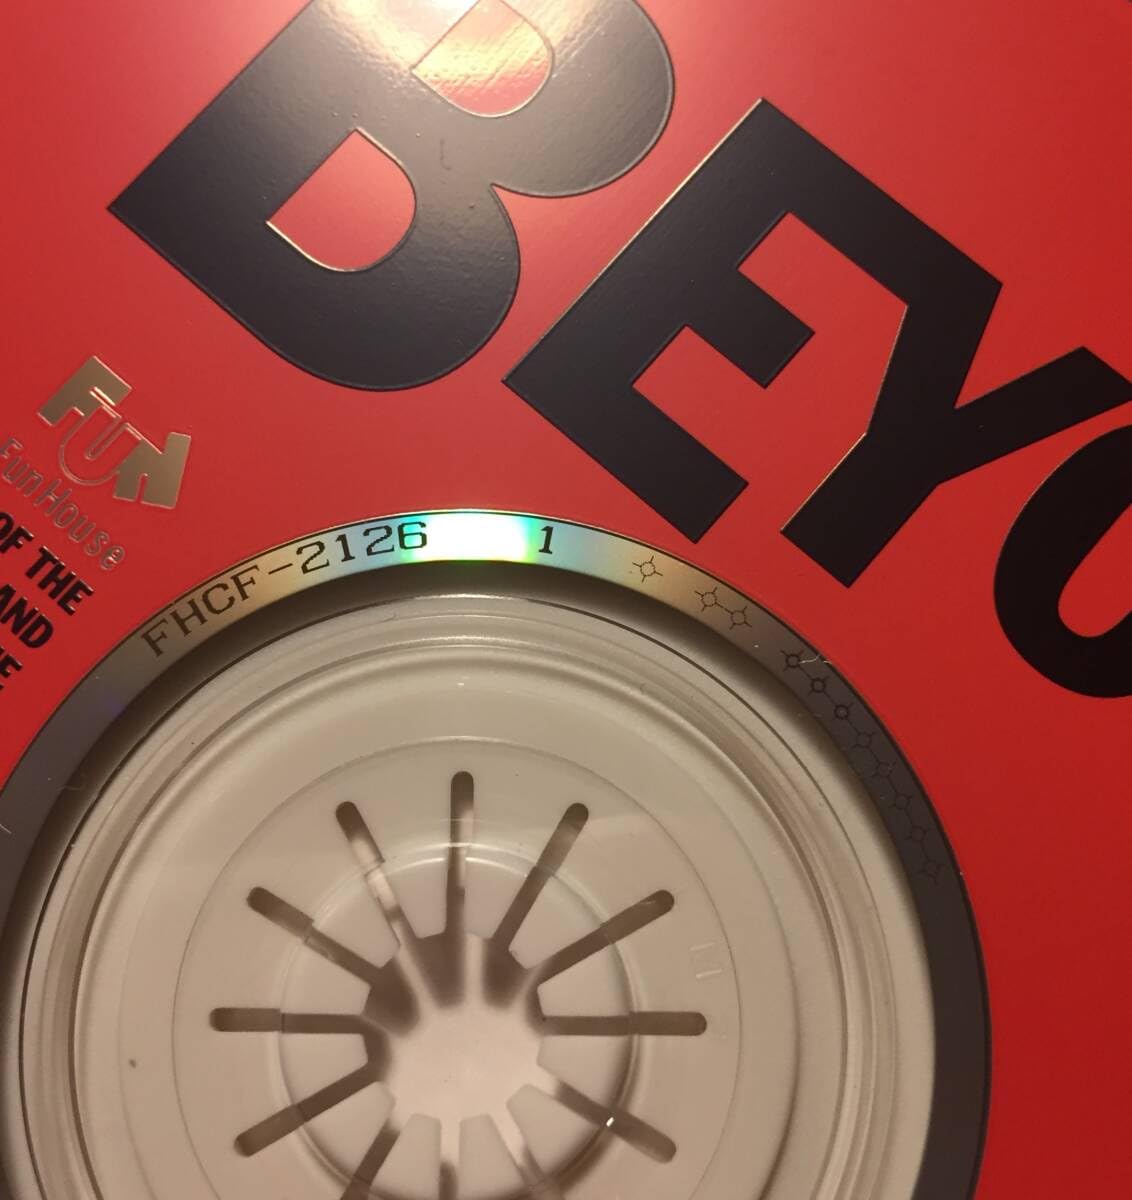 BEYO
Fun
FunHouse
OF THE
AND
FHCF-2126 1